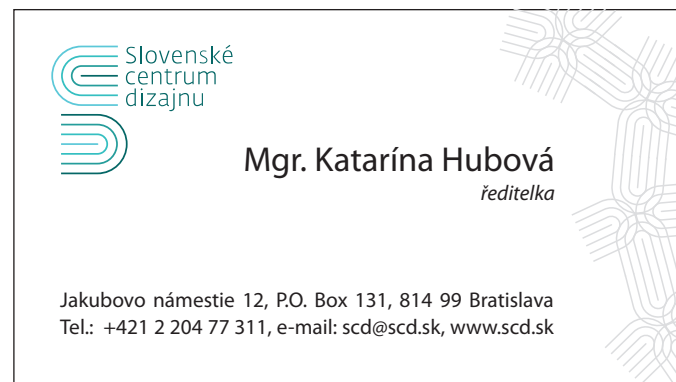 Slovenské
centrum
dizajnu
Mgr. Katarína Hubová
ředitelka
Jakubovo námestie 12, P.O. Box 131, 814 99 Bratislava
Tel.: +421 2 204 77 311, e-mail: scd@scd.sk, www.scd.sk